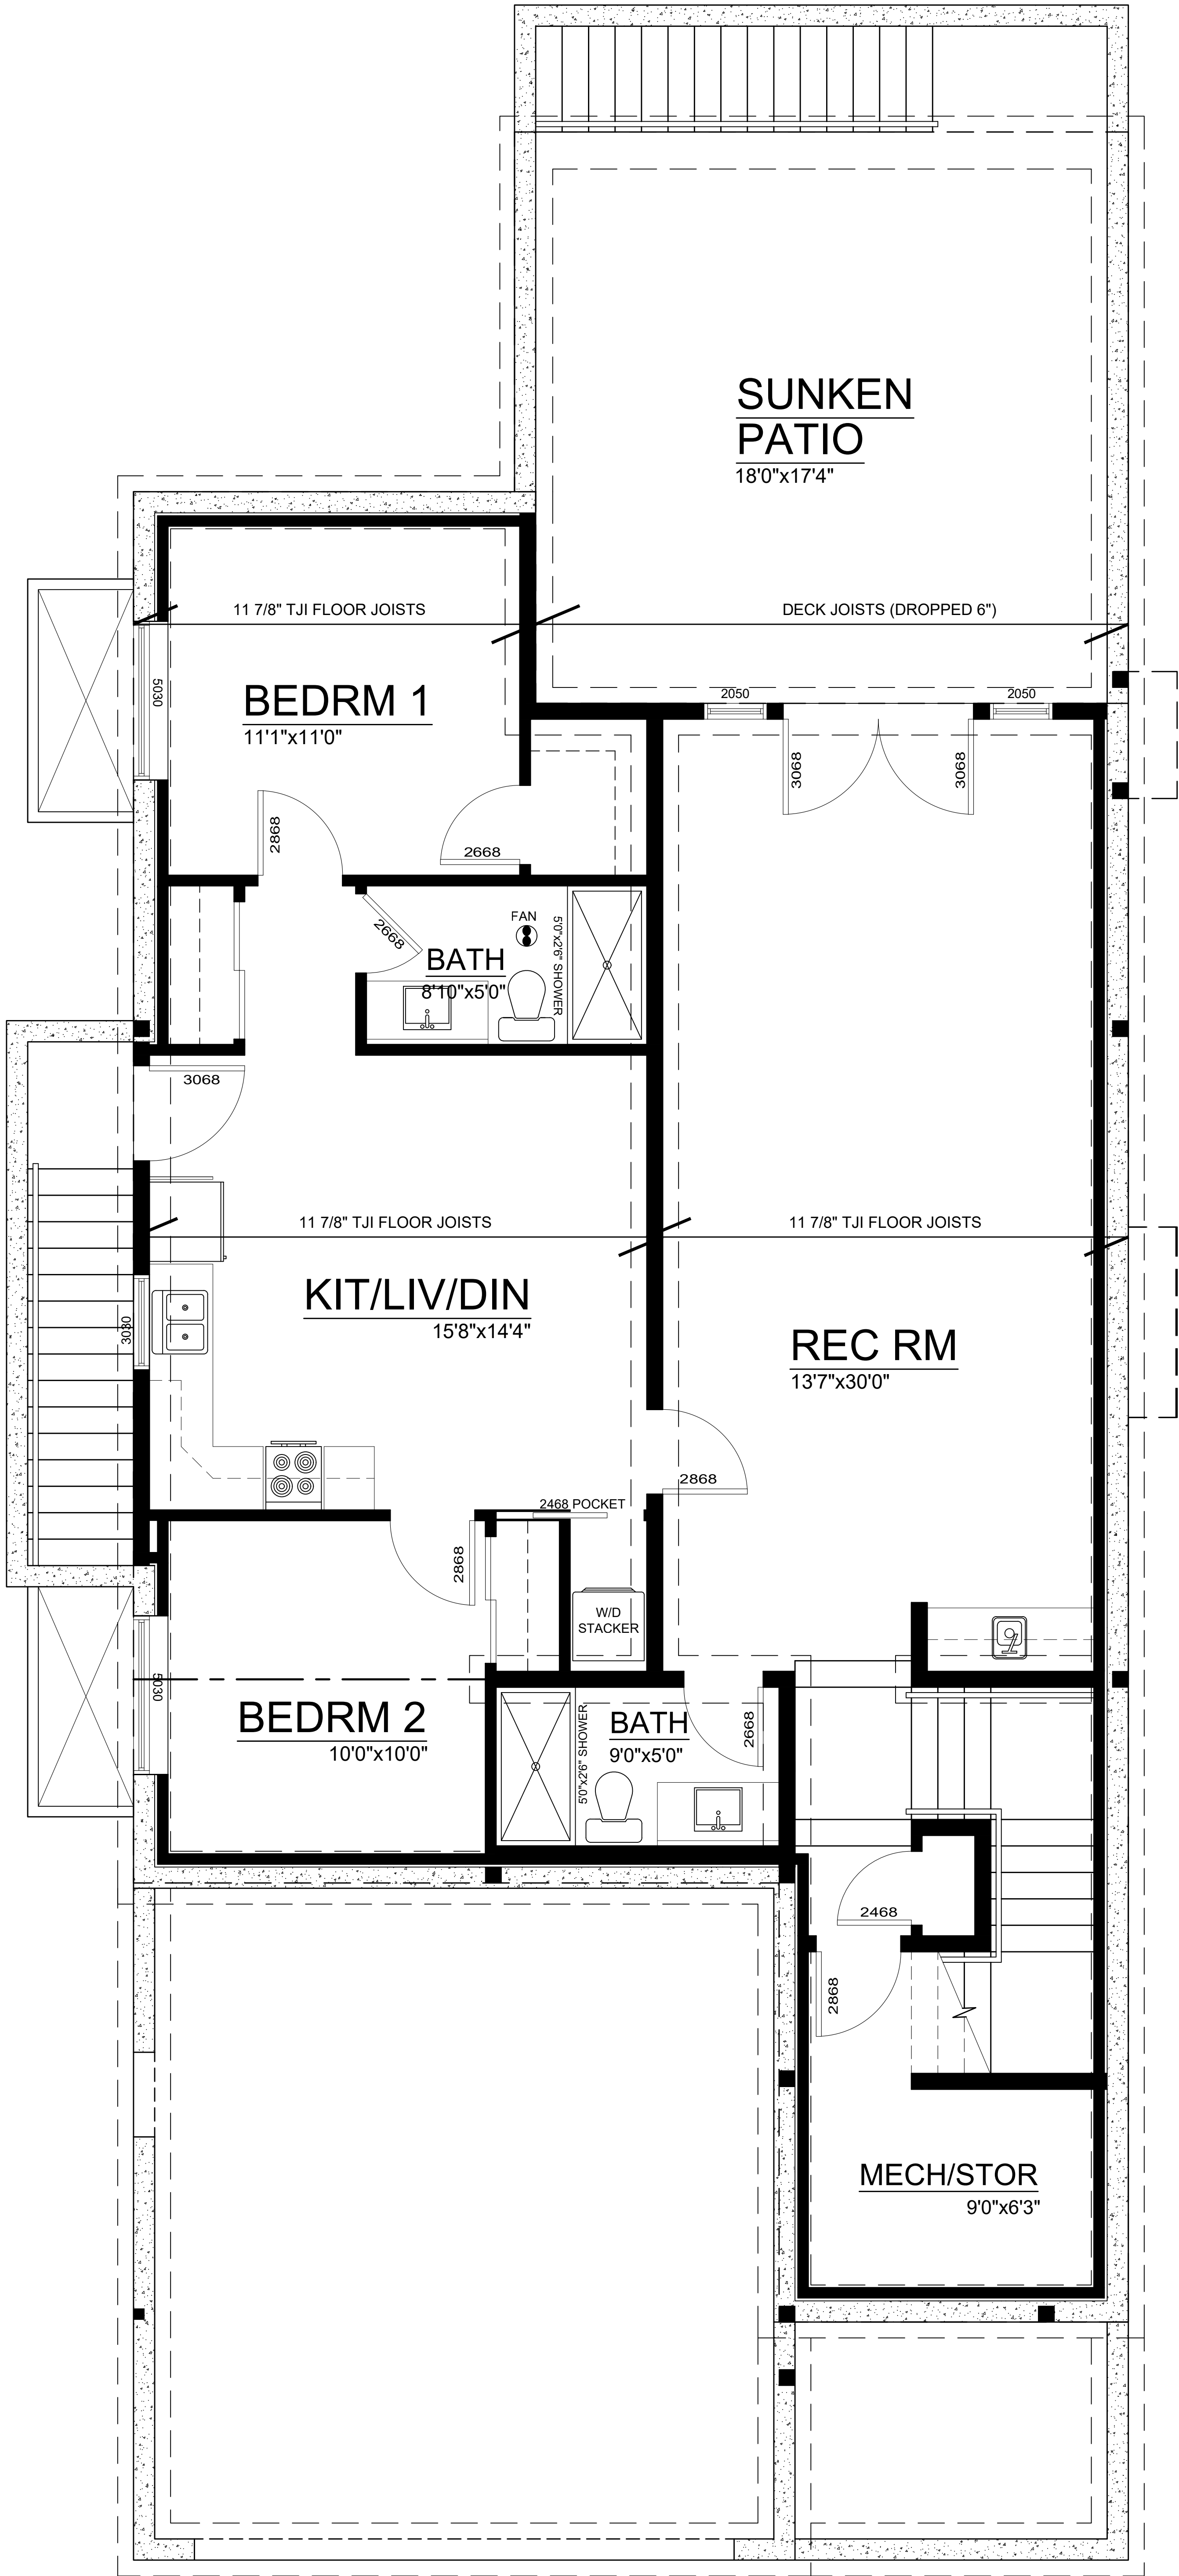 SUNKEN
PATIO
18'0"x17'4"
11 7/8" TJI FLOOR JOISTS
DECK JOISTS (DROPPED 6")
5030
BEDRM 1
11'1"x11'0"
2050
2050
3068
3068
2868
2668
2668
FAN
BATH
8'10"x5'0"
5'0"x2'6" SHOWER
3068
11 7/8" TJI FLOOR JOISTS
11 7/8" TJI FLOOR JOISTS
KIT/LIV/DIN
15'8"x14'4"
3030
REC RM
13'7"x30'0"
2868
2468 POCKET
2868
W/D
STACKER
5030
BEDRM 2
10'0"x10'0"
5'0"x2'6" SHOWER
BATH
9'0"x5'0"
2668
2468
2868
MECH/STOR
9'0"x6'3"